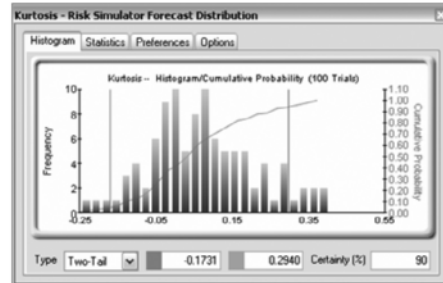 Kurtosis - Risk Simulator Forecast Distribution
Histogram Statistics Preferences Options
Kurtosis -- Histogram/Cumulative Probability (100 Trials)
Frequency
10
8
6
4
2
0
-0.25 -0.05 0.15 0.35 0.55
1.10
1.00
0.90
0.80
0.70
0.60
0.50
0.40
0.30
0.20
0.10
0.00
Cumulative Probability
Type Two-Tail -0.1731 0.2940 Certainty (%) 90